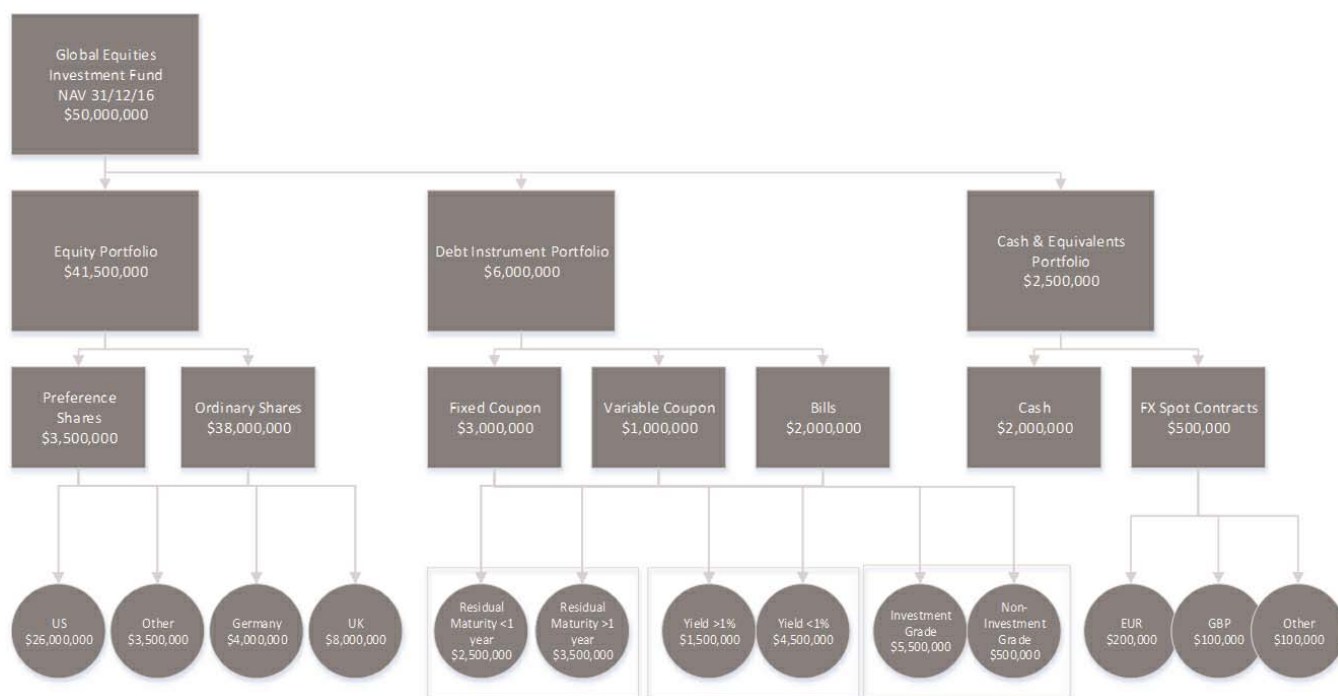 Global Equities
Investment Fund
NAV 31/12/16
$50,000,000
Equity Portfolio
$41,500,000
Debt Instrument Portfolio
$6,000,000
Cash & Equivalents
Portfolio
$2,500,000
Preference
Shares
$3,500,000
Ordinary Shares
$38,000,000
Fixed Coupon
$3,000,000
Variable Coupon
$1,000,000
Bills
$2,000,000
Cash
$2,000,000
FX Spot Contracts
$500,000
US
$26,000,000
Other
$3,500,000
Germany
$4,000,000
UK
$8,000,000
Residual
Maturity <1
year
$2,500,000
Residual
Maturity >1
year
$3,500,000
Yield >1%
$1,500,000
Yield <1%
$4,500,000
Investment
Grade
$5,500,000
Non-
Investment
Grade
$500,000
EUR
$200,000
GBP
$100,000
Other
$100,000